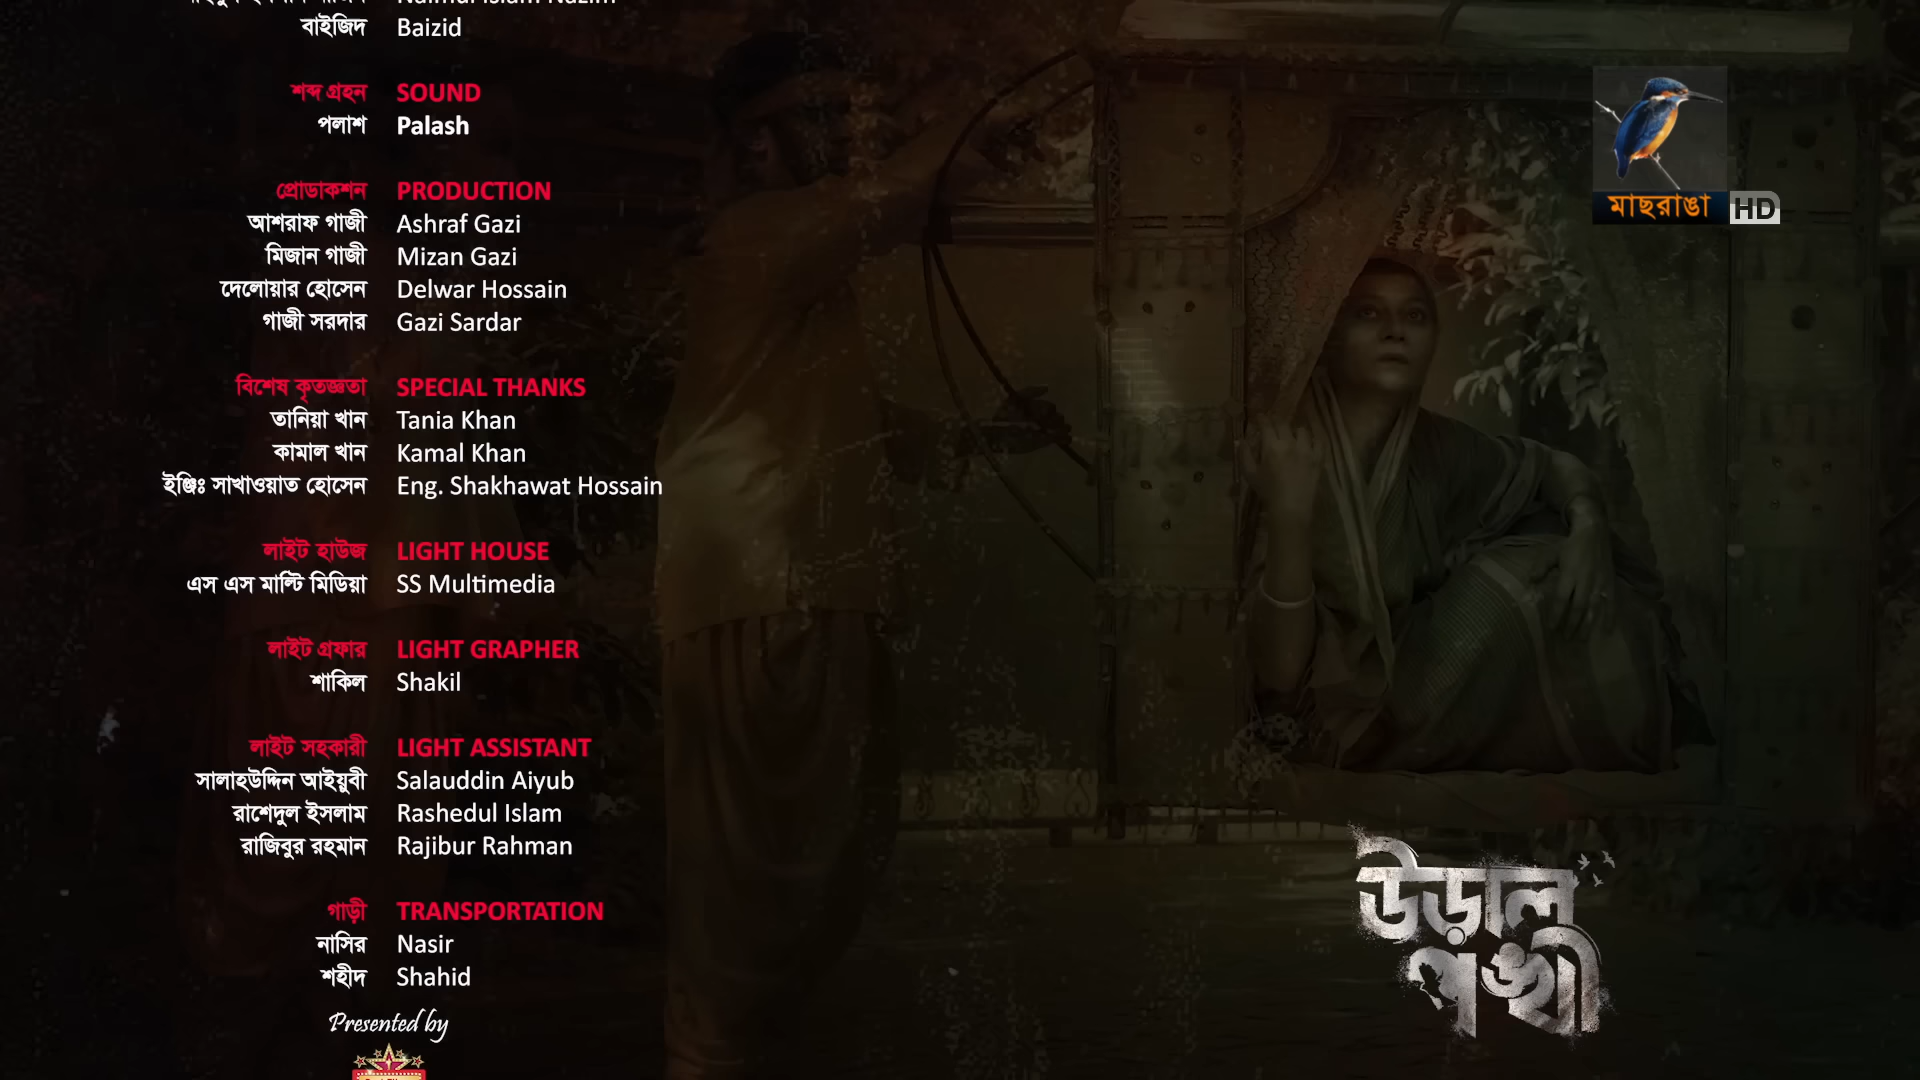 বাইজিদ Baizid
শব্দ গ্রহন SOUND
পলাশ Palash
প্রোডাকশন PRODUCTION
আশরাফ গাজী Ashraf Gazi
মিজান গাজী Mizan Gazi
দেলোয়ার হোসেন Delwar Hossain
গাজী সরদার Gazi Sardar
বিশেষ কৃতজ্ঞতা SPECIAL THANKS
তানিয়া খান Tania Khan
কামাল খান Kamal Khan
ইঞ্জিঃ সাখাওয়াত হোসেন Eng. Shakhawat Hossain
লাইট হাউজ LIGHT HOUSE
এস এস মাল্টি মিডিয়া SS Multimedia
লাইট গ্রফার LIGHT GRAPHER
শাকিল Shakil
লাইট সহকারী LIGHT ASSISTANT
সালাহউদ্দিন আইয়ুবী Salauddin Aiyub
রাশেদুল ইসলাম Rashedul Islam
রাজিবুর রহমান Rajibur Rahman
গাড়ী TRANSPORTATION
নাসির Nasir
শহীদ Shahid
Presented by
মাছরাঙা HD
উড়াল
পঙ্খী